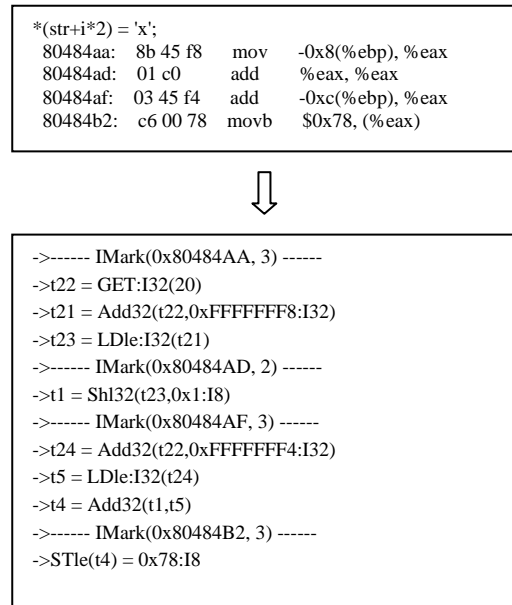 *(str+i*2) = 'x';
80484aa: 8b 45 f8 mov -0x8(%ebp), %eax
80484ad: 01 c0 add %eax, %eax
80484af: 03 45 f4 add -0xc(%ebp), %eax
80484b2: c6 00 78 movb $0x78, (%eax)
->------ IMark(0x80484AA, 3) ------
->t22 = GET:I32(20)
->t21 = Add32(t22,0xFFFFFFF8:I32)
->t23 = LDle:I32(t21)
->------ IMark(0x80484AD, 2) ------
->t1 = Shl32(t23,0x1:I8)
->------ IMark(0x80484AF, 3) ------
->t24 = Add32(t22,0xFFFFFFF4:I32)
->t5 = LDle:I32(t24)
->t4 = Add32(t1,t5)
->------ IMark(0x80484B2, 3) ------
->STle(t4) = 0x78:I8